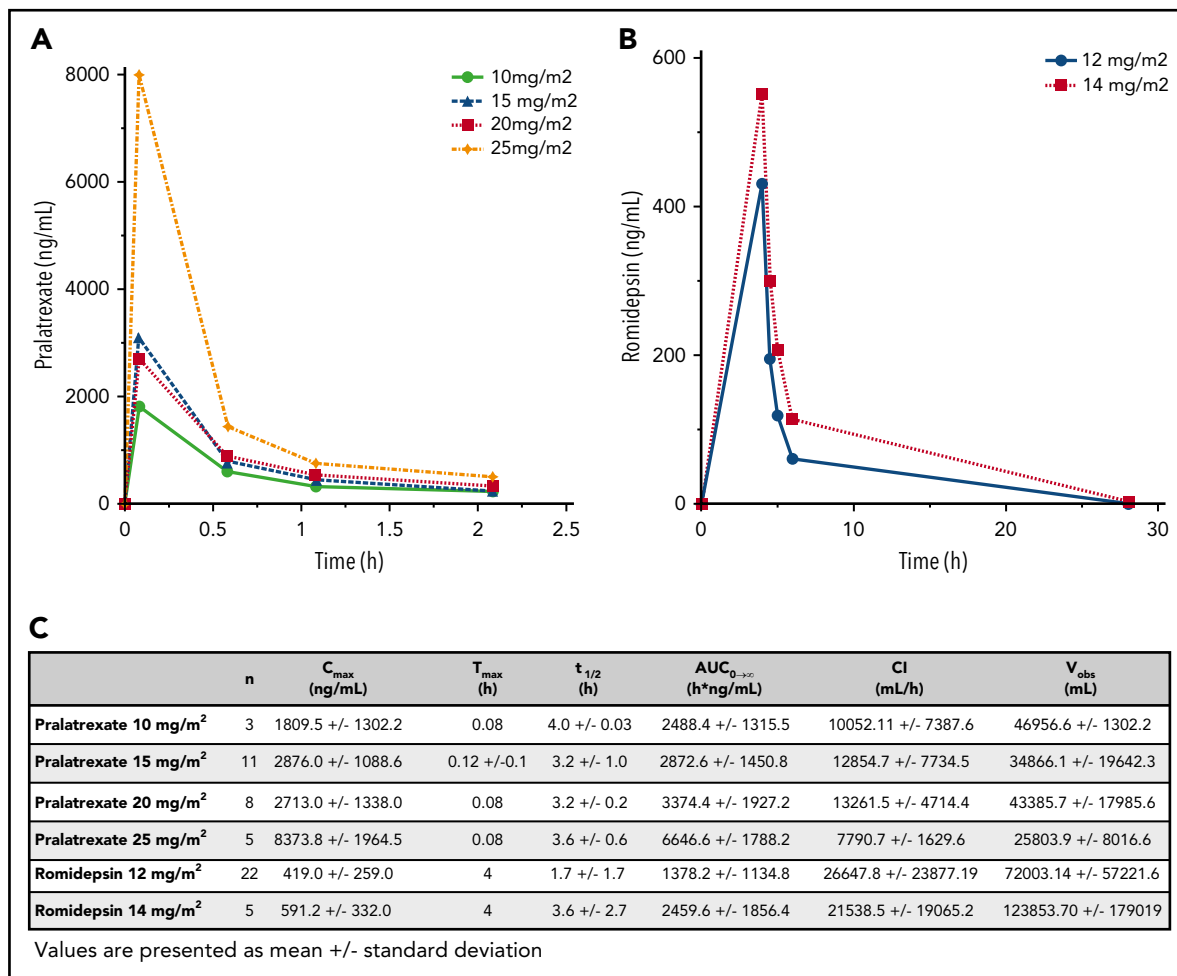 A
8000
6000
4000
2000
0
Pralatrexate (ng/mL)
0 0.5 1 1.5 2 2.5
Time (h)
10mg/m2
15 mg/m2
20mg/m2
25mg/m2
B
600
400
200
0
Romidepsin (ng/mL)
0 10 20 30
Time (h)
12 mg/m2
14 mg/m2
C
n Cmax (ng/mL) Tmax (h) t 1/2 (h) AUC0→∞ (h*ng/mL) Cl (mL/h) Vobs (mL)
Pralatrexate 10 mg/m² 3 1809.5 +/- 1302.2 0.08 4.0 +/- 0.03 2488.4 +/- 1315.5 10052.11 +/- 7387.6 46956.6 +/- 1302.2
Pralatrexate 15 mg/m² 11 2876.0 +/- 1088.6 0.12 +/-0.1 3.2 +/- 1.0 2872.6 +/- 1450.8 12854.7 +/- 7734.5 34866.1 +/- 19642.3
Pralatrexate 20 mg/m² 8 2713.0 +/- 1338.0 0.08 3.2 +/- 0.2 3374.4 +/- 1927.2 13261.5 +/- 4714.4 43385.7 +/- 17985.6
Pralatrexate 25 mg/m² 5 8373.8 +/- 1964.5 0.08 3.6 +/- 0.6 6646.6 +/- 1788.2 7790.7 +/- 1629.6 25803.9 +/- 8016.6
Romidepsin 12 mg/m² 22 419.0 +/- 259.0 4 1.7 +/- 1.7 1378.2 +/- 1134.8 26647.8 +/- 23877.19 72003.14 +/- 57221.6
Romidepsin 14 mg/m² 5 591.2 +/- 332.0 4 3.6 +/- 2.7 2459.6 +/- 1856.4 21538.5 +/- 19065.2 123853.70 +/- 179019
Values are presented as mean +/- standard deviation